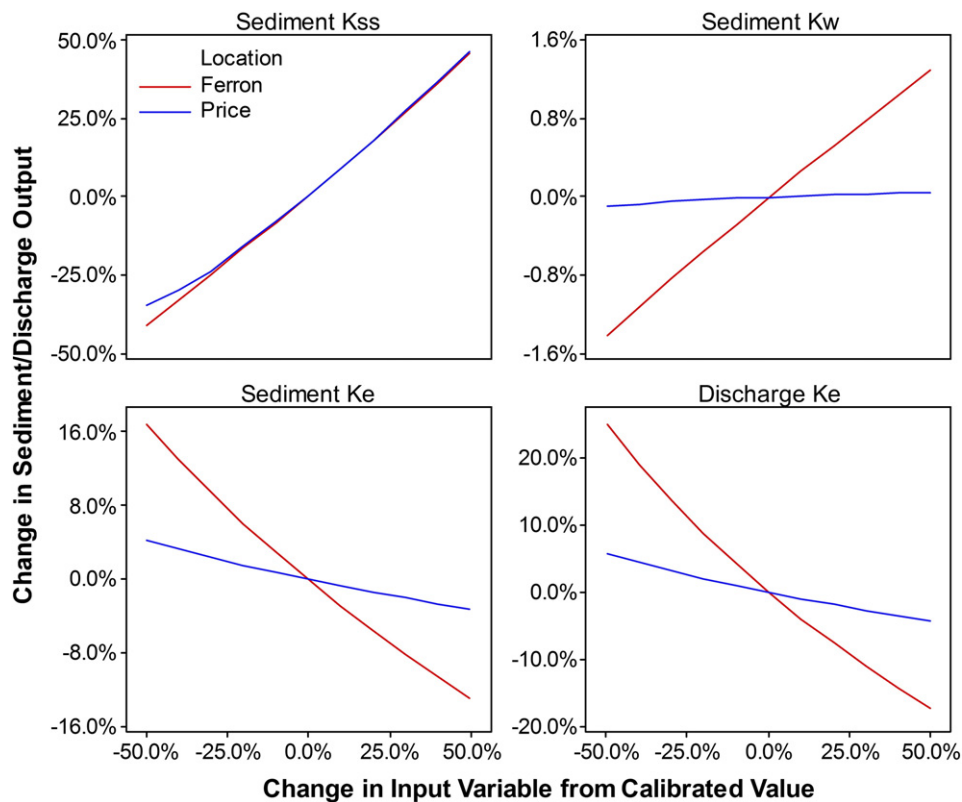 Sediment Kss
Sediment Kw
50.0%
25.0%
0.0%
-25.0%
-50.0%
Location
Ferron
Price
1.6%
0.8%
0.0%
-0.8%
-1.6%
Change in Sediment/Discharge Output
Sediment Ke
Discharge Ke
16.0%
8.0%
0.0%
-8.0%
-16.0%
20.0%
10.0%
0.0%
-10.0%
-20.0%
-50.0% -25.0% 0.0% 25.0% 50.0%
-50.0% -25.0% 0.0% 25.0% 50.0%
Change in Input Variable from Calibrated Value